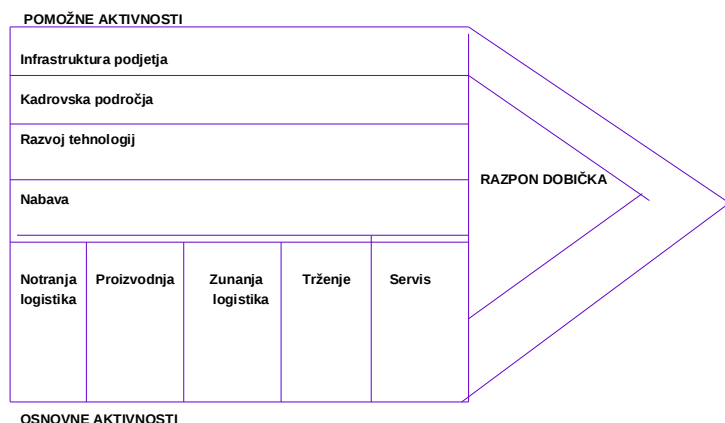 POMOŽNE AKTIVNOSTI
Infrastruktura podjetja
Kadrovska področja
Razvoj tehnologij
RAZPON DOBIČKA
Nabava
Notranja
logistika
Proizvodnja
Zunanja
logistika
Trženje
Servis
OSNOVNE AKTIVNOSTI